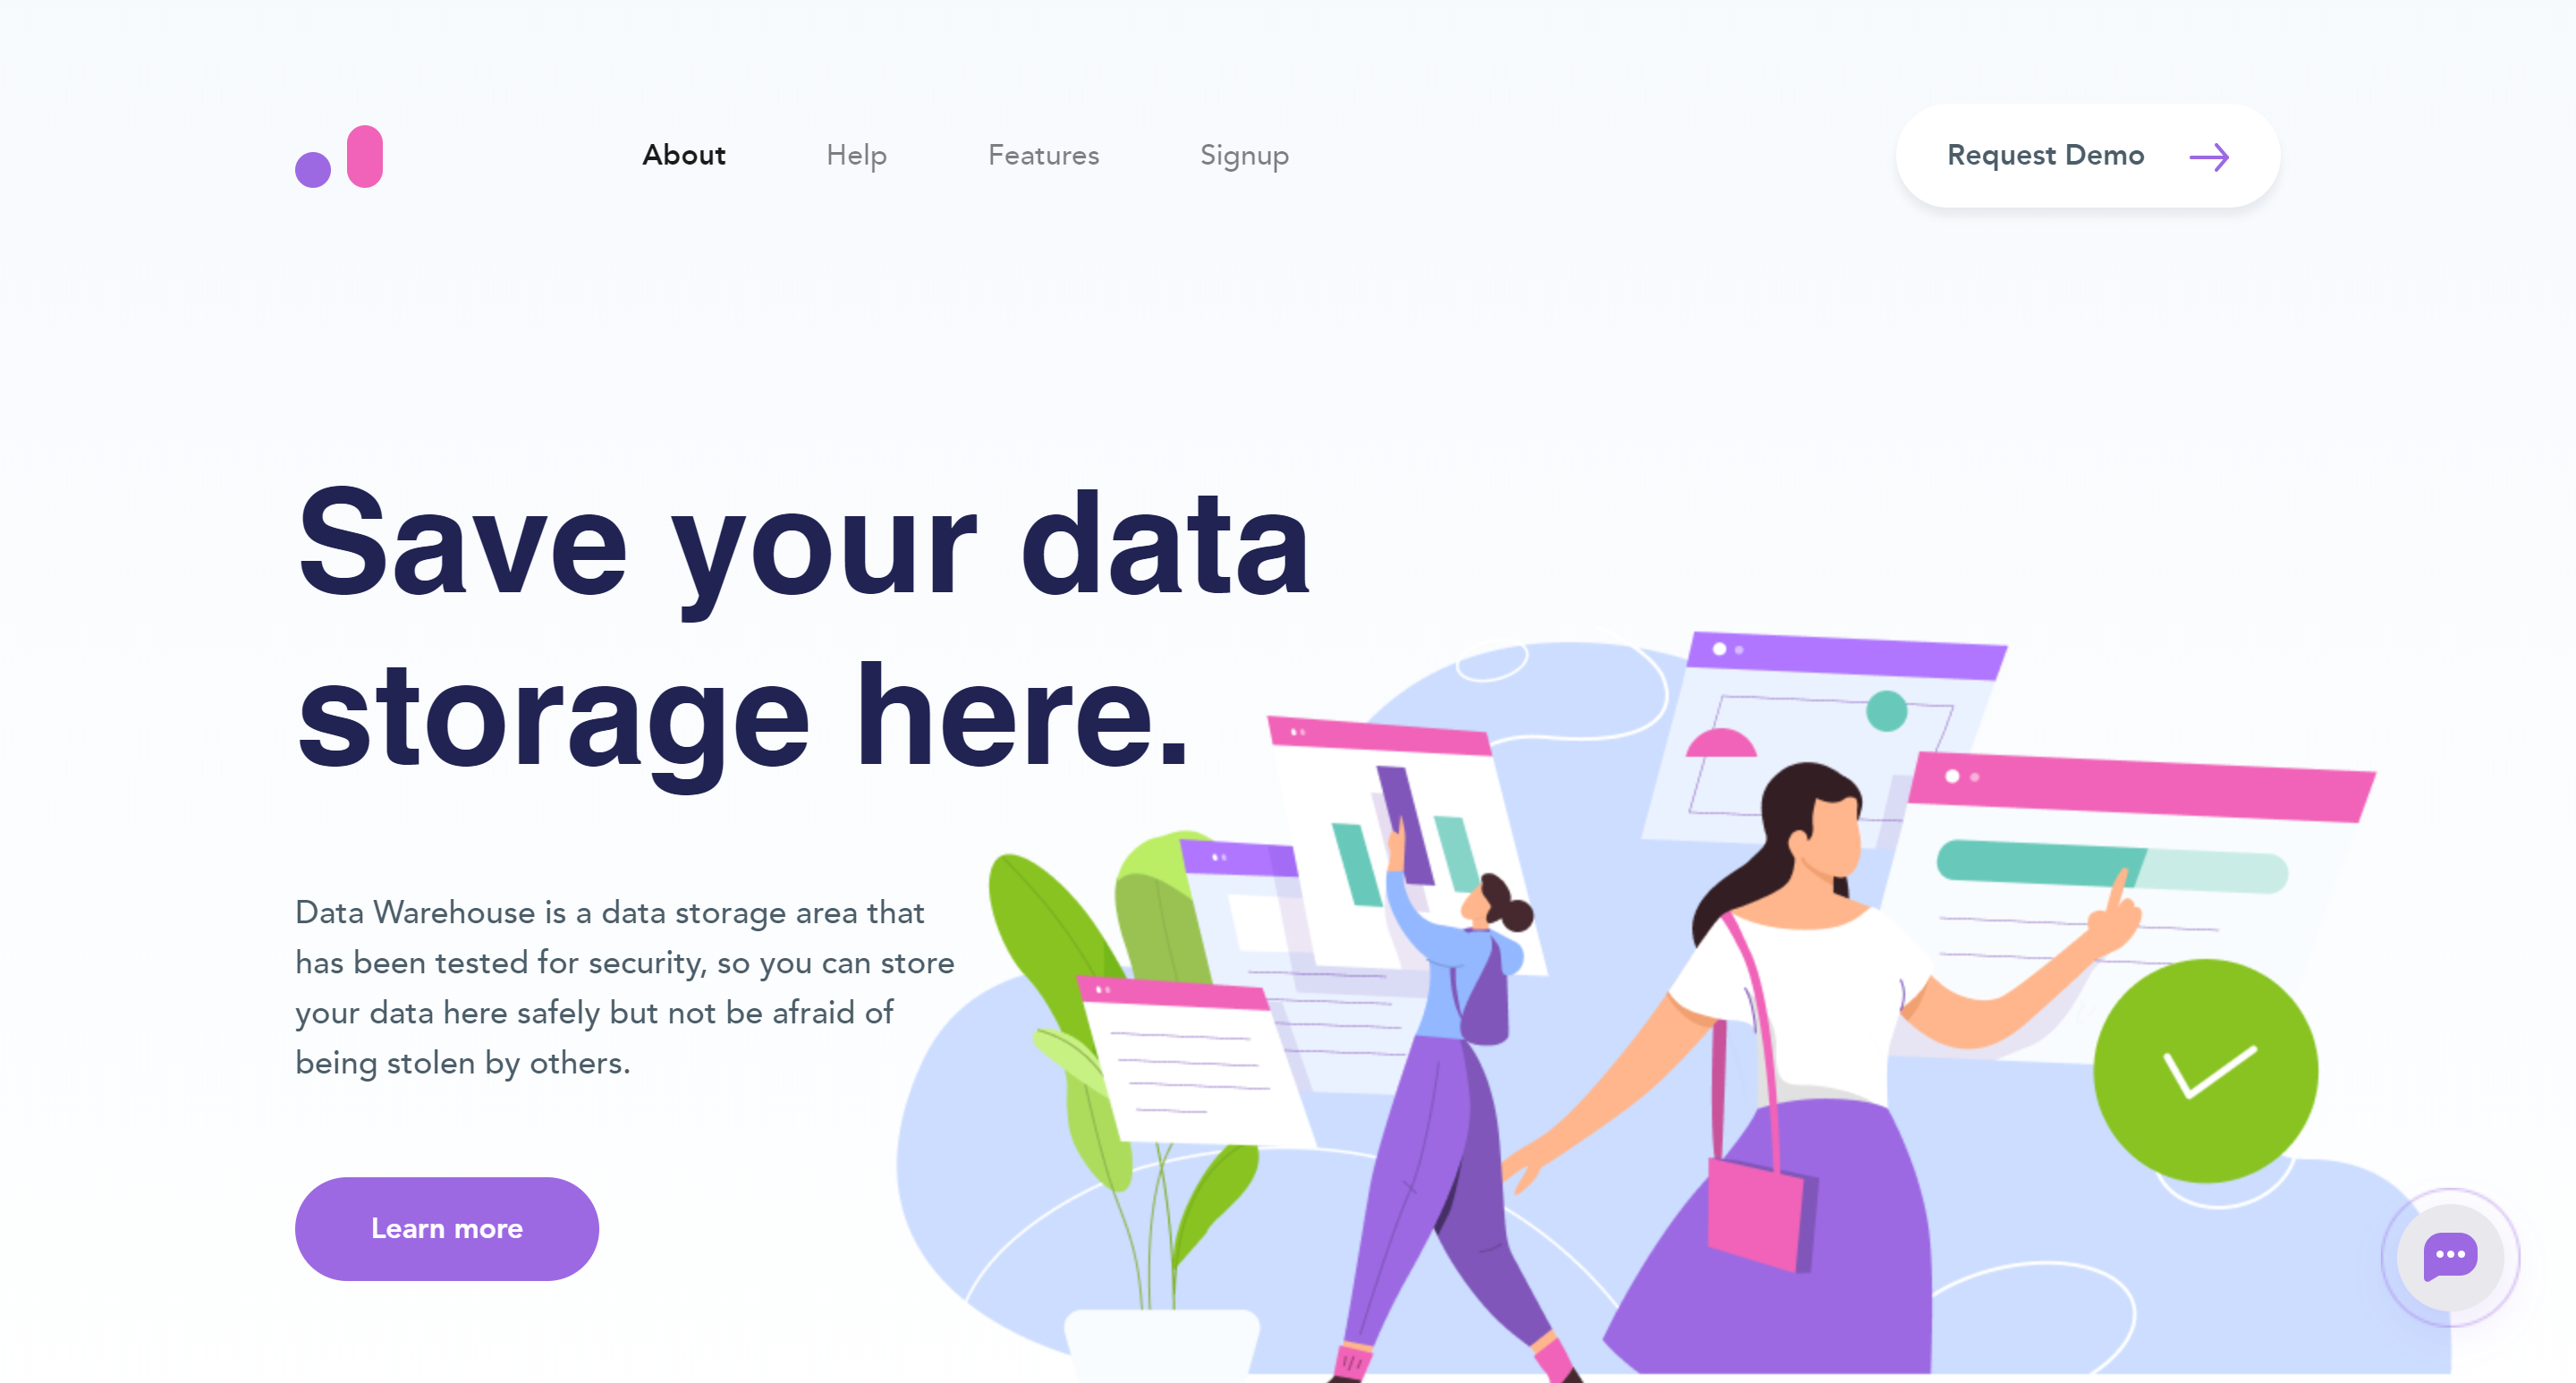 About Help Features Signup Request Demo
Save your data
storage here.
Data Warehouse is a data storage area that
has been tested for security, so you can store
your data here safely but not be afraid of
being stolen by others.
Learn more